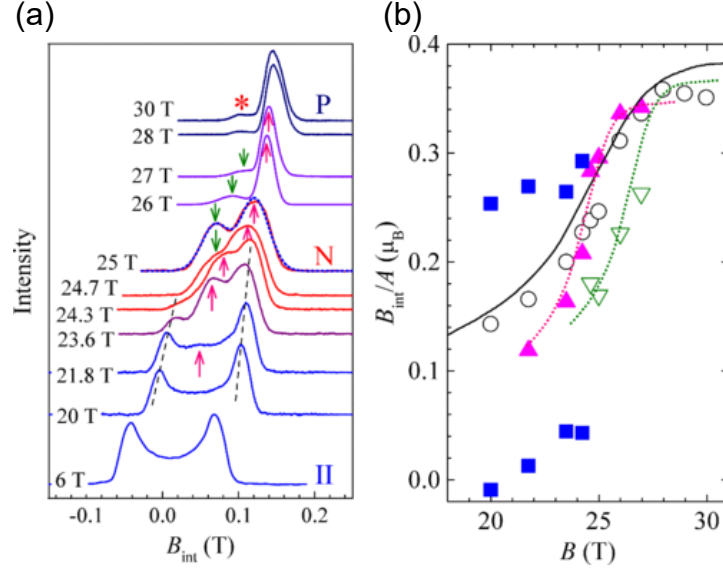 (a)
30 T
28 T
27 T
26 T
25 T
24.7 T
24.3 T
23.6 T
21.8 T
20 T
6 T
*
P
N
II
Intensity
-0.1
0.0
0.1
0.2
B_int (T)
(b)
0.4
0.3
0.2
0.1
0.0
B_int/A (μ_B)
20
25
30
B (T)